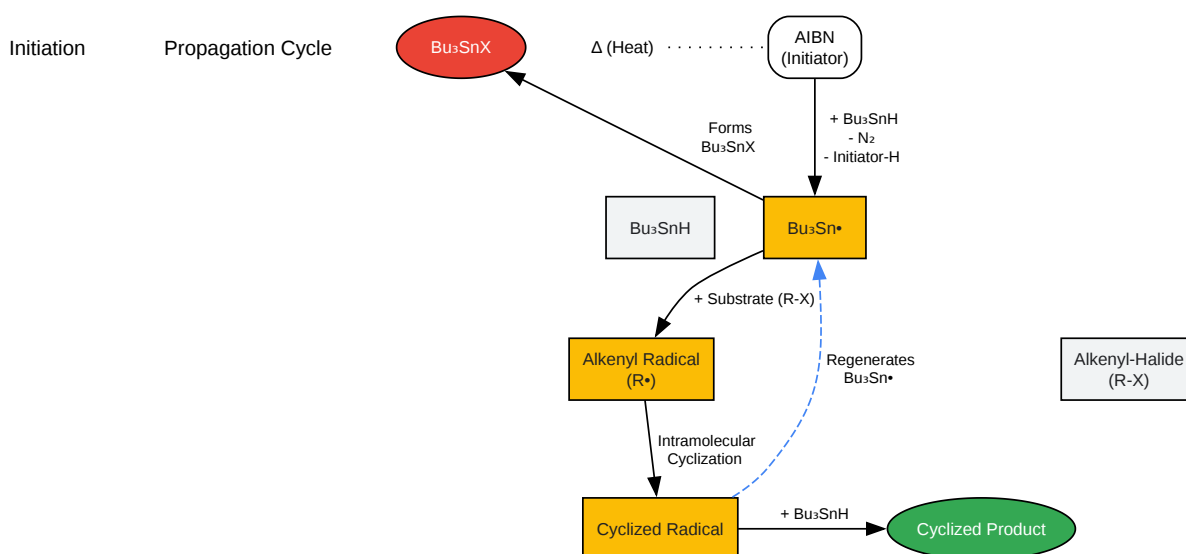 Initiation
Propagation Cycle
Bu₃SnX
Δ (Heat)
AIBN
(Initiator)
+ Bu₃SnH
- N₂
- Initiator-H
Forms
Bu₃SnX
Bu₃SnH
Bu₃Sn•
+ Substrate (R-X)
Alkenyl Radical
(R•)
Regenerates
Bu₃Sn•
Alkenyl-Halide
(R-X)
Intramolecular
Cyclization
Cyclized Radical
+ Bu₃SnH
Cyclized Product